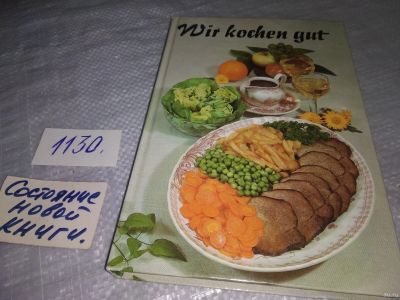 Wir kochen gut
1130.
Состояние
новой
книги.